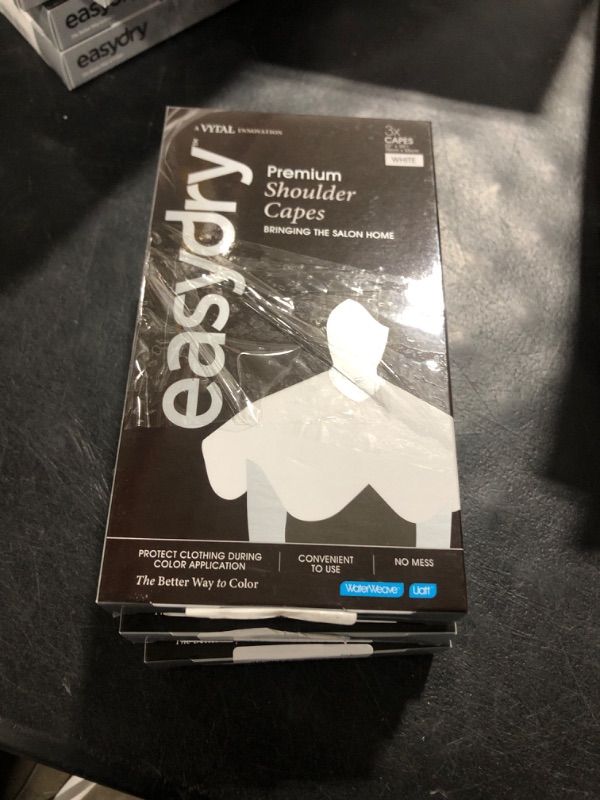 easydry
easydry
A VYTAL INNOVATION
3x
CAPES
WHITE
easydry™
Premium
Shoulder
Capes
BRINGING THE SALON HOME
PROTECT CLOTHING DURING
COLOR APPLICATION
CONVENIENT
TO USE
NO MESS
The Better Way to Color
WaterWeave